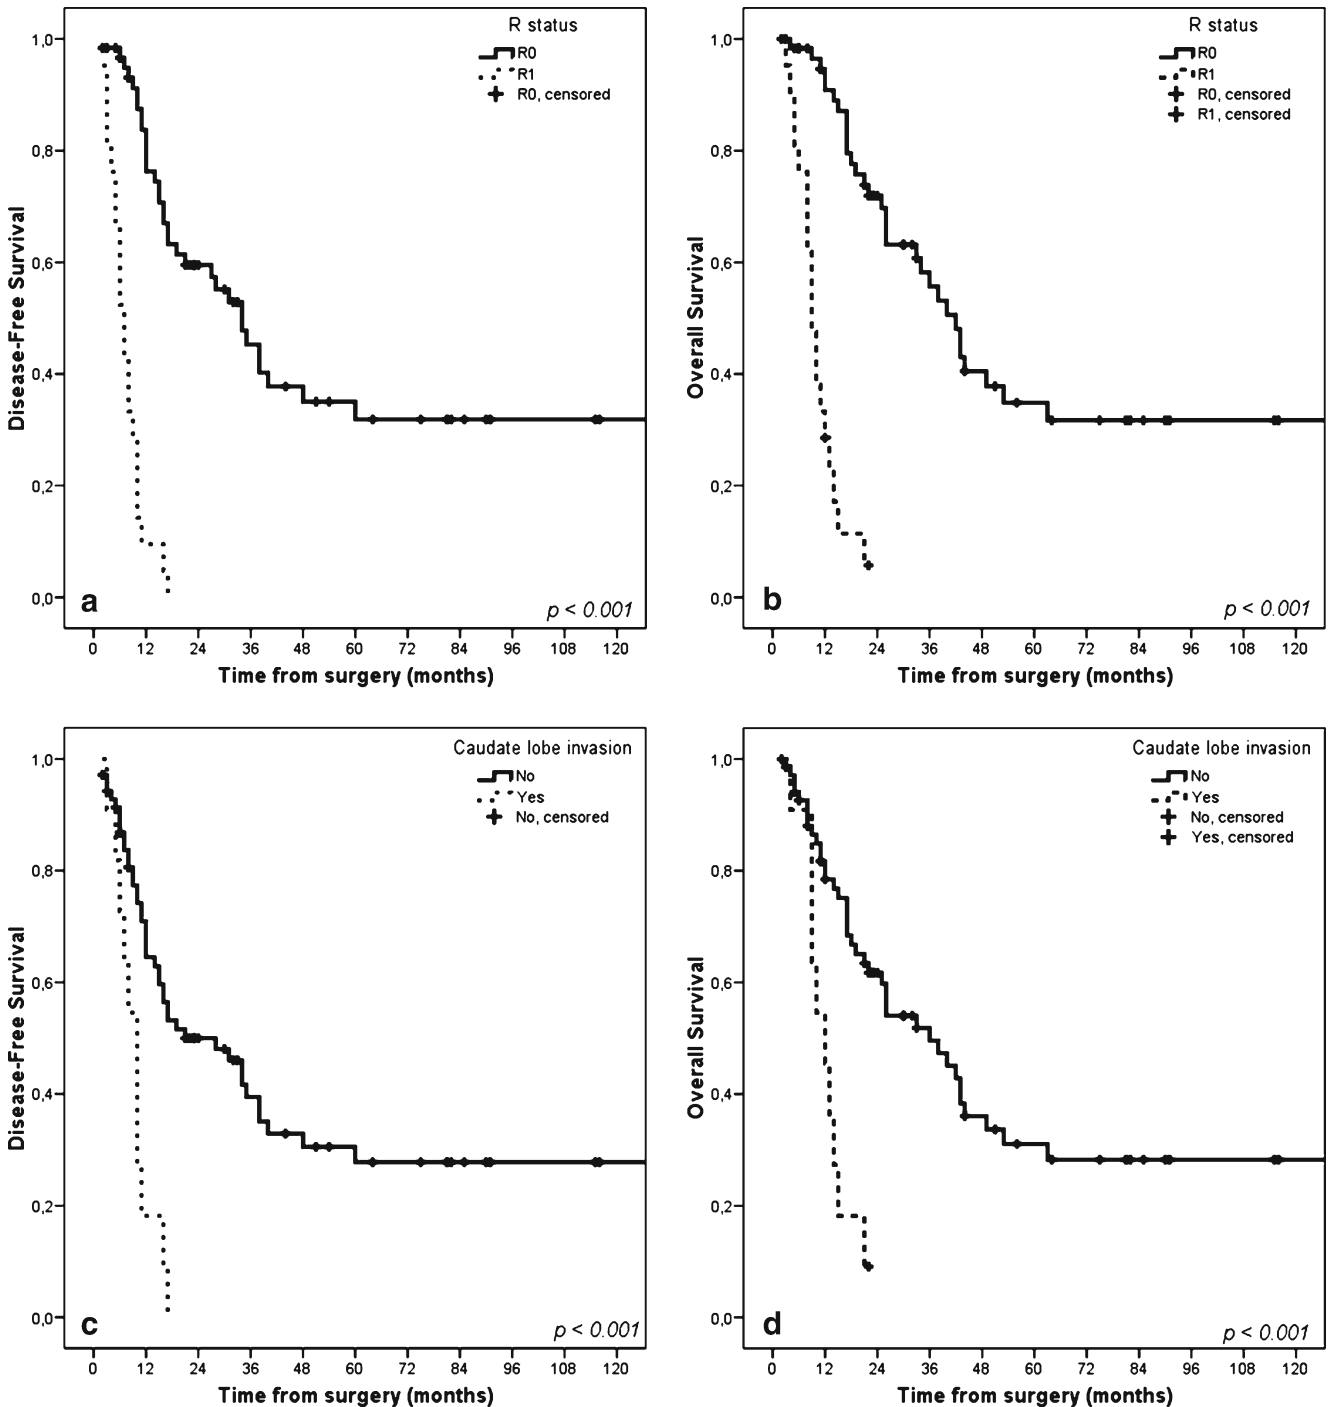 R status
R0
R1
R0, censored
1,0
0,8
0,6
0,4
0,2
0,0
Disease-Free Survival
a
p < 0.001
0 12 24 36 48 60 72 84 96 108 120
Time from surgery (months)
R status
R0
R1
R0, censored
R1, censored
1,0
0,8
0,6
0,4
0,2
0,0
Overall Survival
b
p < 0.001
0 12 24 36 48 60 72 84 96 108 120
Time from surgery (months)
Caudate lobe invasion
No
Yes
No, censored
1,0
0,8
0,6
0,4
0,2
0,0
Disease-Free Survival
c
p < 0.001
0 12 24 36 48 60 72 84 96 108 120
Time from surgery (months)
Caudate lobe invasion
No
Yes
No, censored
Yes, censored
1,0
0,8
0,6
0,4
0,2
0,0
Overall Survival
d
p < 0.001
0 12 24 36 48 60 72 84 96 108 120
Time from surgery (months)